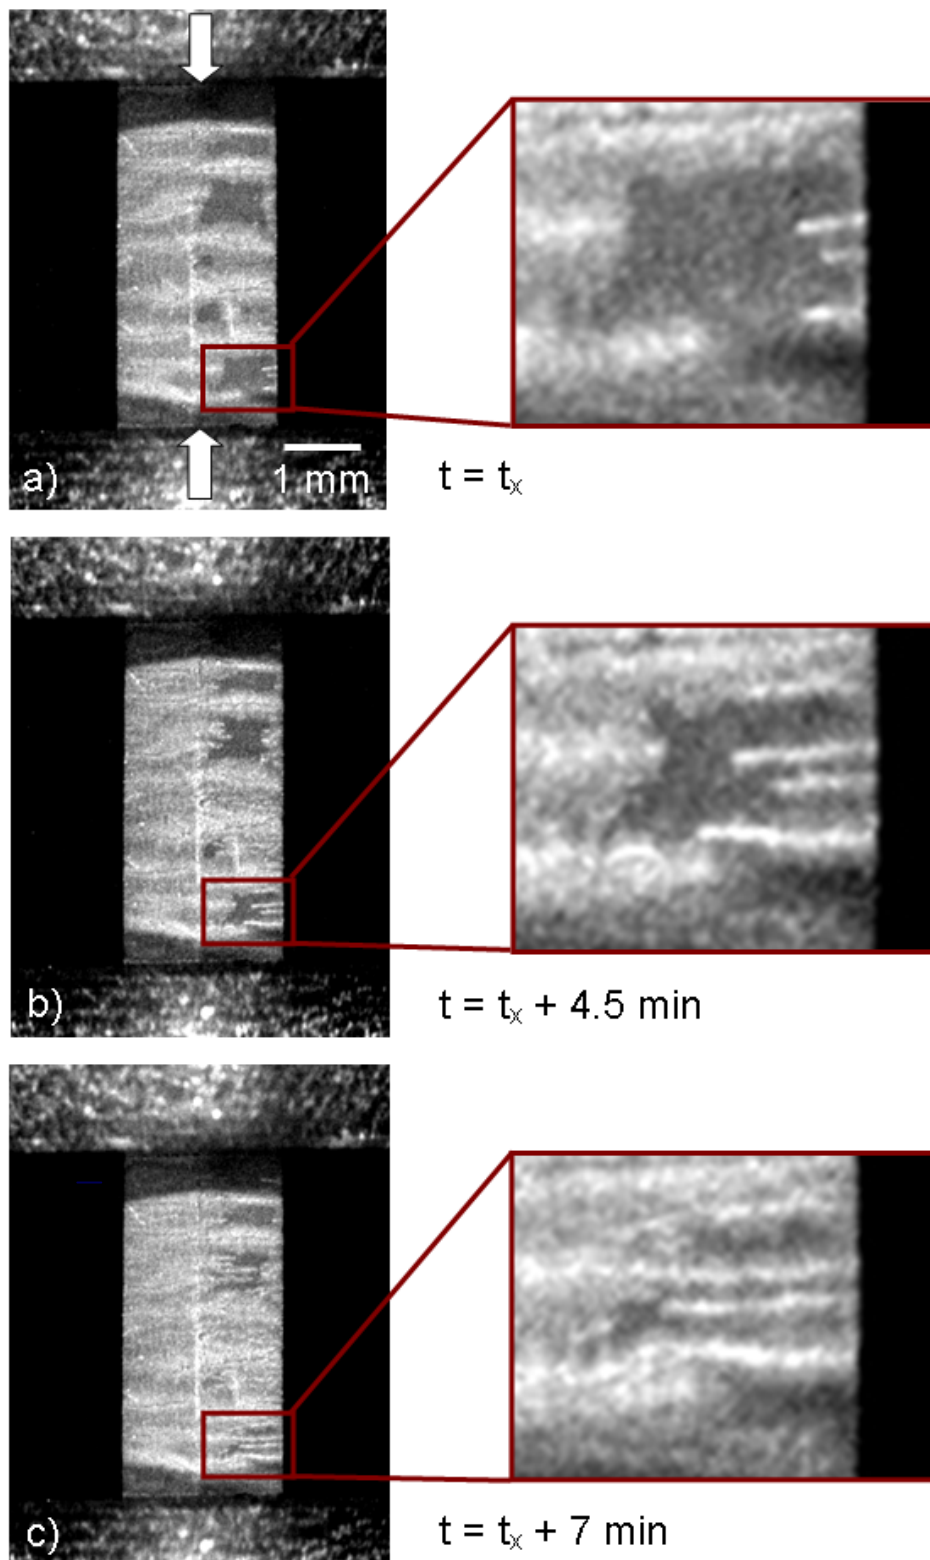 a)
1 mm
t = tₓ
b)
t = tₓ + 4.5 min
c)
t = tₓ + 7 min